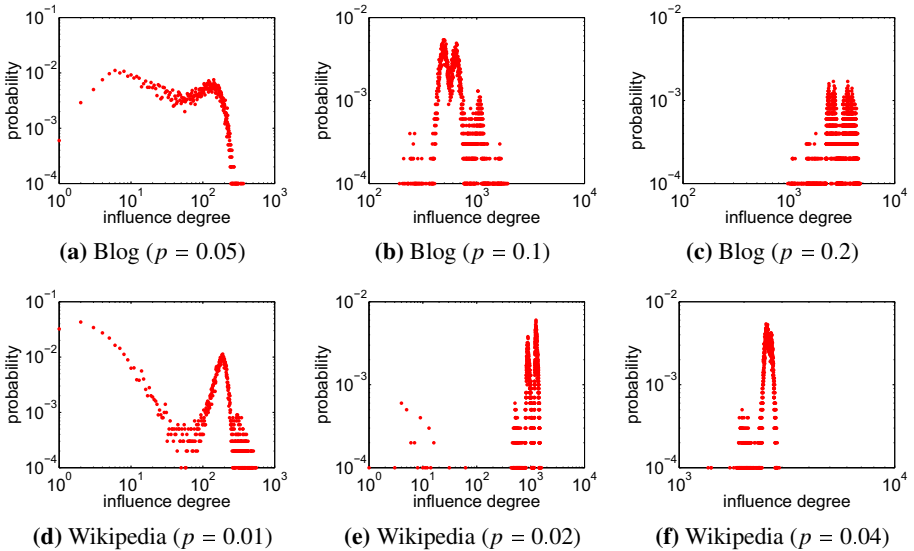 10^-1
10^-2
10^-3
10^-4
10^0 10^1 10^2 10^3
probability
influence degree
(a) Blog (p = 0.05)
10^-2
10^-3
10^-4
10^2 10^3 10^4
probability
influence degree
(b) Blog (p = 0.1)
10^-2
10^-3
10^-4
10^2 10^3 10^4
probability
influence degree
(c) Blog (p = 0.2)
10^-1
10^-2
10^-3
10^-4
10^0 10^1 10^2 10^3
probability
influence degree
(d) Wikipedia (p = 0.01)
10^-2
10^-3
10^-4
10^0 10^1 10^2 10^3 10^4
probability
influence degree
(e) Wikipedia (p = 0.02)
10^-2
10^-3
10^-4
10^3 10^4
probability
influence degree
(f) Wikipedia (p = 0.04)